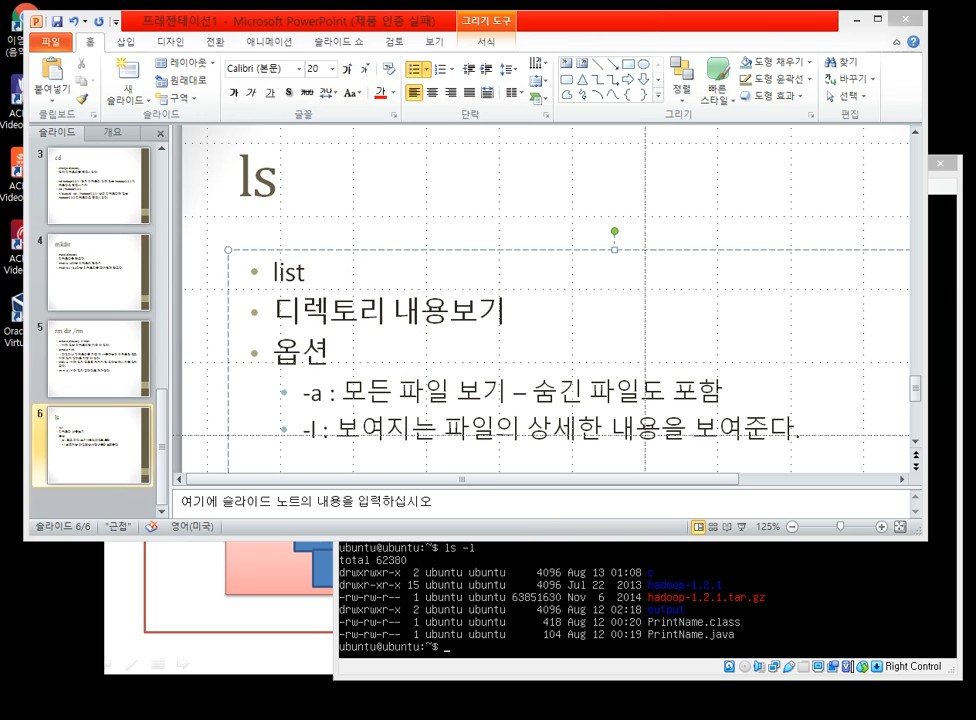 프레젠테이션1 - Microsoft PowerPoint (제품 인증 실패)
그리기 도구
파일 홈 삽입 디자인 전환 애니메이션 슬라이드 쇼 검토 보기 서식
붙여넣기
새 슬라이드
레이아웃
원래대로
구역
Calibri (본문) 20
정렬
빠른 스타일
도형 채우기
도형 윤곽선
도형 효과
찾기
바꾸기
선택
클립보드 슬라이드 글꼴 단락 그리기 편집
슬라이드 개요
3
cd
4
mkdir
5
rm dir /rm
6
ls
ls
list
디렉토리 내용보기
옵션
-a : 모든 파일 보기 – 숨긴 파일도 포함
-l : 보여지는 파일의 상세한 내용을 보여준다.
여기에 슬라이드 노트의 내용을 입력하십시오
슬라이드 6/6 "근접" 영어(미국) 125%
ubuntu@ubuntu:~$ ls -l
total 62380
drwxrwxr-x 2 ubuntu ubuntu 4096 Aug 13 01:08 c
drwxr-xr-x 15 ubuntu ubuntu 4096 Jul 22 2013 hadoop-1.2.1
-rw-rw-r-- 1 ubuntu ubuntu 63851630 Nov 6 2014 hadoop-1.2.1.tar.gz
drwxrwxr-x 2 ubuntu ubuntu 4096 Aug 12 02:18 output
-rw-rw-r-- 1 ubuntu ubuntu 418 Aug 12 00:20 PrintName.class
-rw-rw-r-- 1 ubuntu ubuntu 104 Aug 12 00:19 PrintName.java
ubuntu@ubuntu:~$ _
Right Control